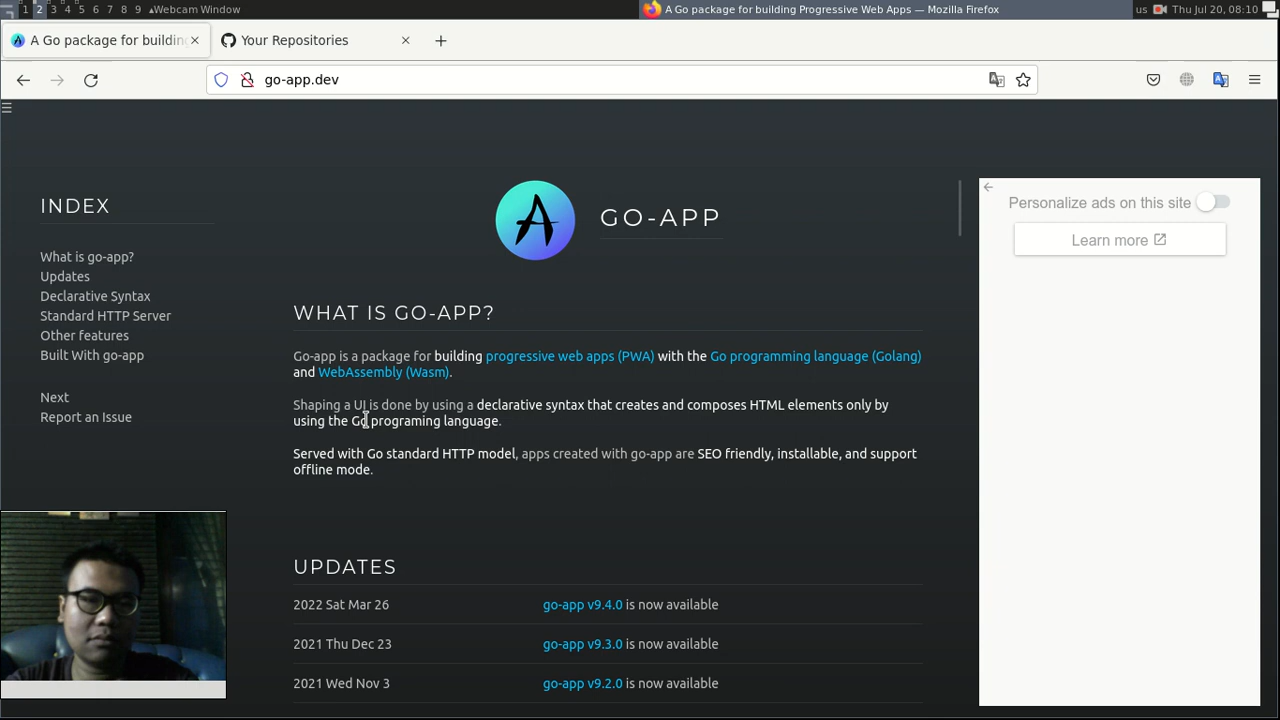 1 2 3 4 5 6 7 8 9 Webcam Window
A Go package for building Progressive Web Apps — Mozilla Firefox
us Thu Jul 20, 08:10
A Go package for building
Your Repositories
go-app.dev
INDEX
What is go-app?
Updates
Declarative Syntax
Standard HTTP Server
Other features
Built With go-app
Next
Report an Issue
GO-APP
WHAT IS GO-APP?
Go-app is a package for building progressive web apps (PWA) with the Go programming language (Golang)
and WebAssembly (Wasm).
Shaping a UI is done by using a declarative syntax that creates and composes HTML elements only by
using the Go programing language.
Served with Go standard HTTP model, apps created with go-app are SEO friendly, installable, and support
offline mode.
UPDATES
2022 Sat Mar 26 go-app v9.4.0 is now available
2021 Thu Dec 23 go-app v9.3.0 is now available
2021 Wed Nov 3 go-app v9.2.0 is now available
Personalize ads on this site
Learn more